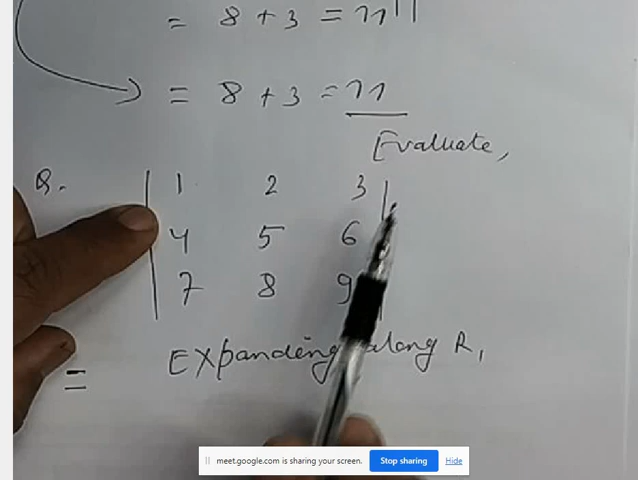 = 8 + 3 = 11
= 8 + 3 = 11
Evaluate,
Q. 1 2 3
4 5 6
7 8 9
= Expanding along R1
meet.google.com is sharing your screen. Stop sharing Hide